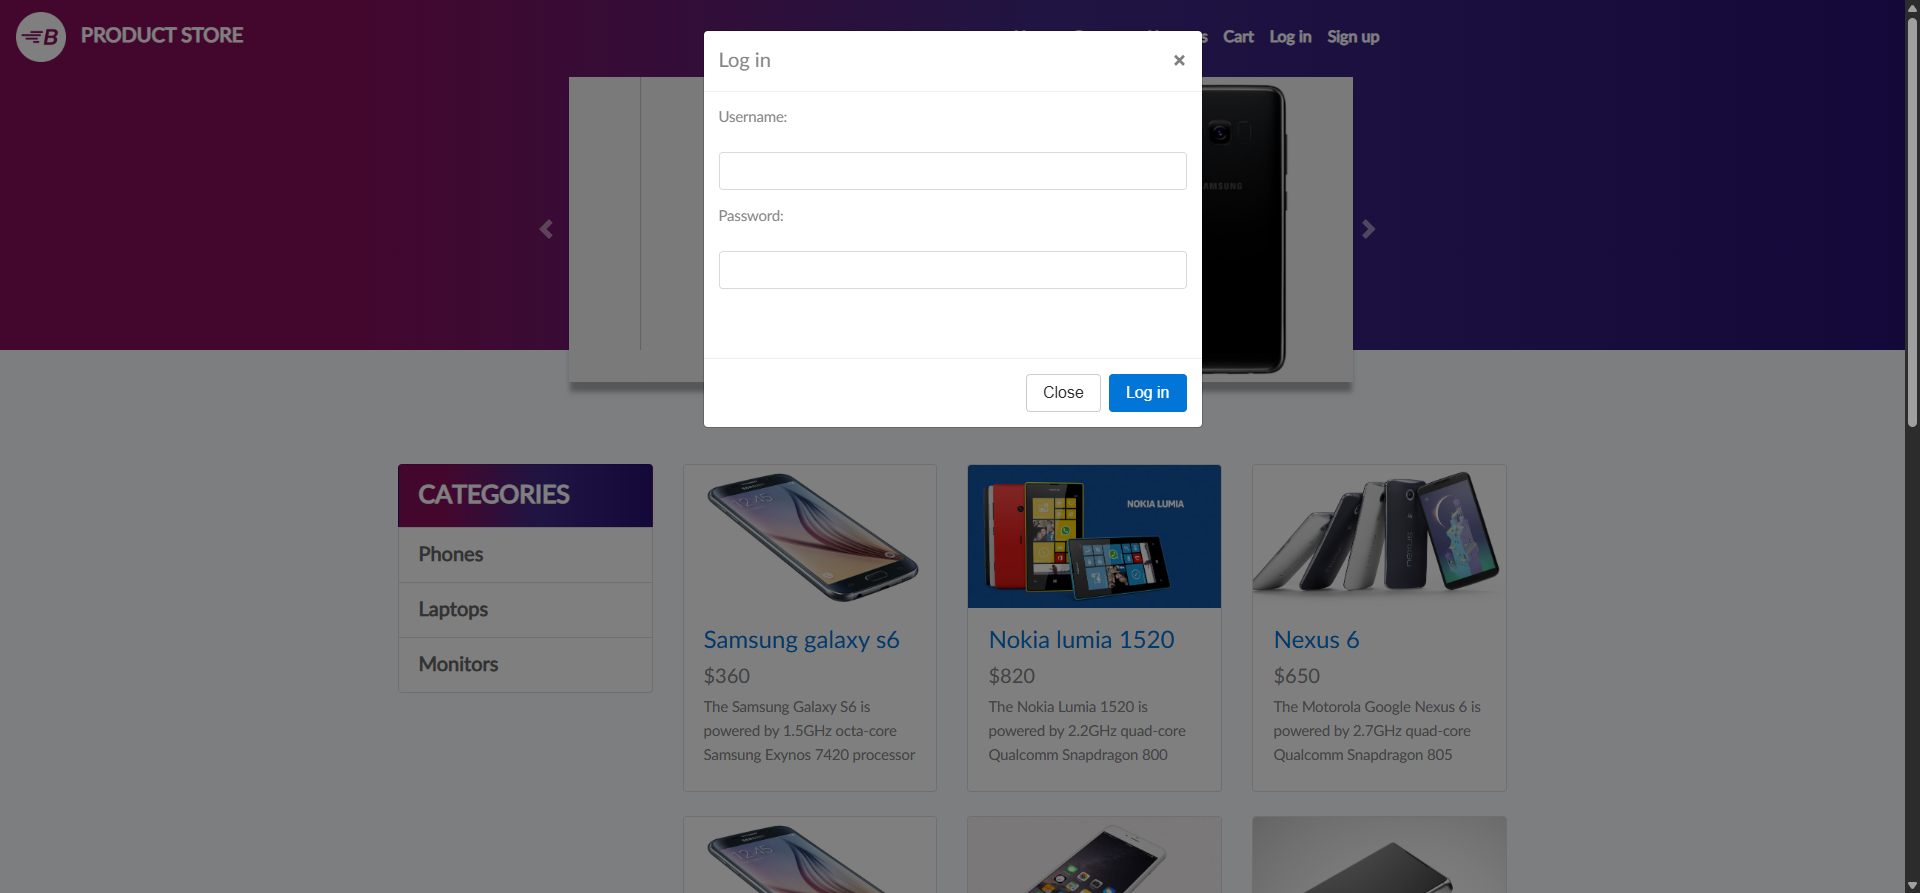 B PRODUCT STORE
Cart Log in Sign up
Log in ×
Username:
Password:
Close Log in
CATEGORIES
Phones
Laptops
Monitors
NOKIA LUMIA
Samsung galaxy s6
$360
The Samsung Galaxy S6 is
powered by 1.5GHz octa-core
Samsung Exynos 7420 processor
Nokia lumia 1520
$820
The Nokia Lumia 1520 is
powered by 2.2GHz quad-core
Qualcomm Snapdragon 800
Nexus 6
$650
The Motorola Google Nexus 6 is
powered by 2.7GHz quad-core
Qualcomm Snapdragon 805